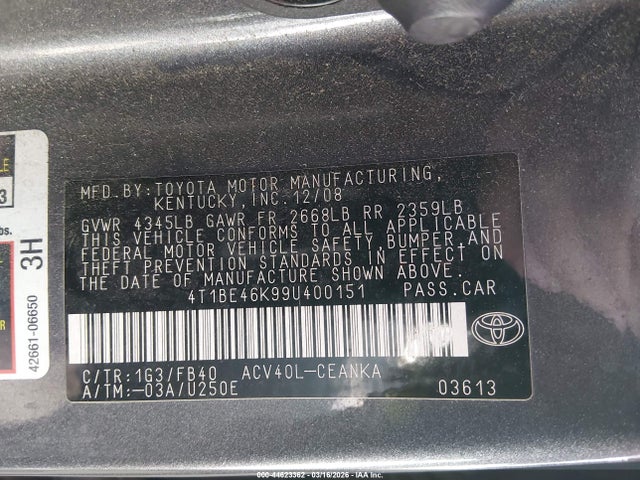 MFD.BY:TOYOTA MOTOR MANUFACTURING,
KENTUCKY, INC. 12/08
GVWR 4345LB GAWR FR 2668LB RR 2359LB
THIS VEHICLE CONFORMS TO ALL APPLICABLE
FEDERAL MOTOR VEHICLE SAFETY, BUMPER, AND
THEFT PREVENTION STANDARDS IN EFFECT ON
THE DATE OF MANUFACTURE SHOWN ABOVE.
4T1BE46K99U400151 PASS.CAR
C/TR:1G3/FB40 ACV40L-CEANKA
A/TM:-03A/U250E 03613
TOYOTA
3H
42661-06650
3
bs.
000-44623362 - 03/16/2026 - IAA Inc.